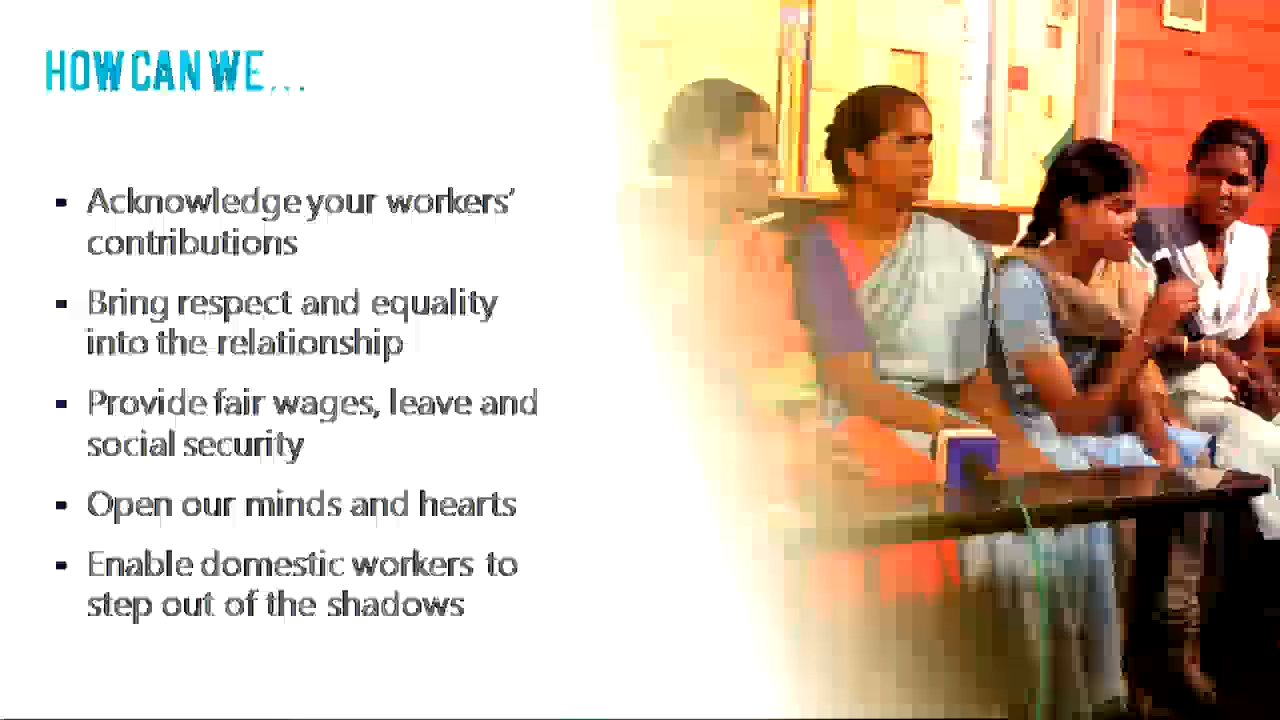 HOW CAN WE...
▪ Acknowledge your workers’
contributions
▪ Bring respect and equality
into the relationship
▪ Provide fair wages, leave and
social security
▪ Open our minds and hearts
▪ Enable domestic workers to
step out of the shadows